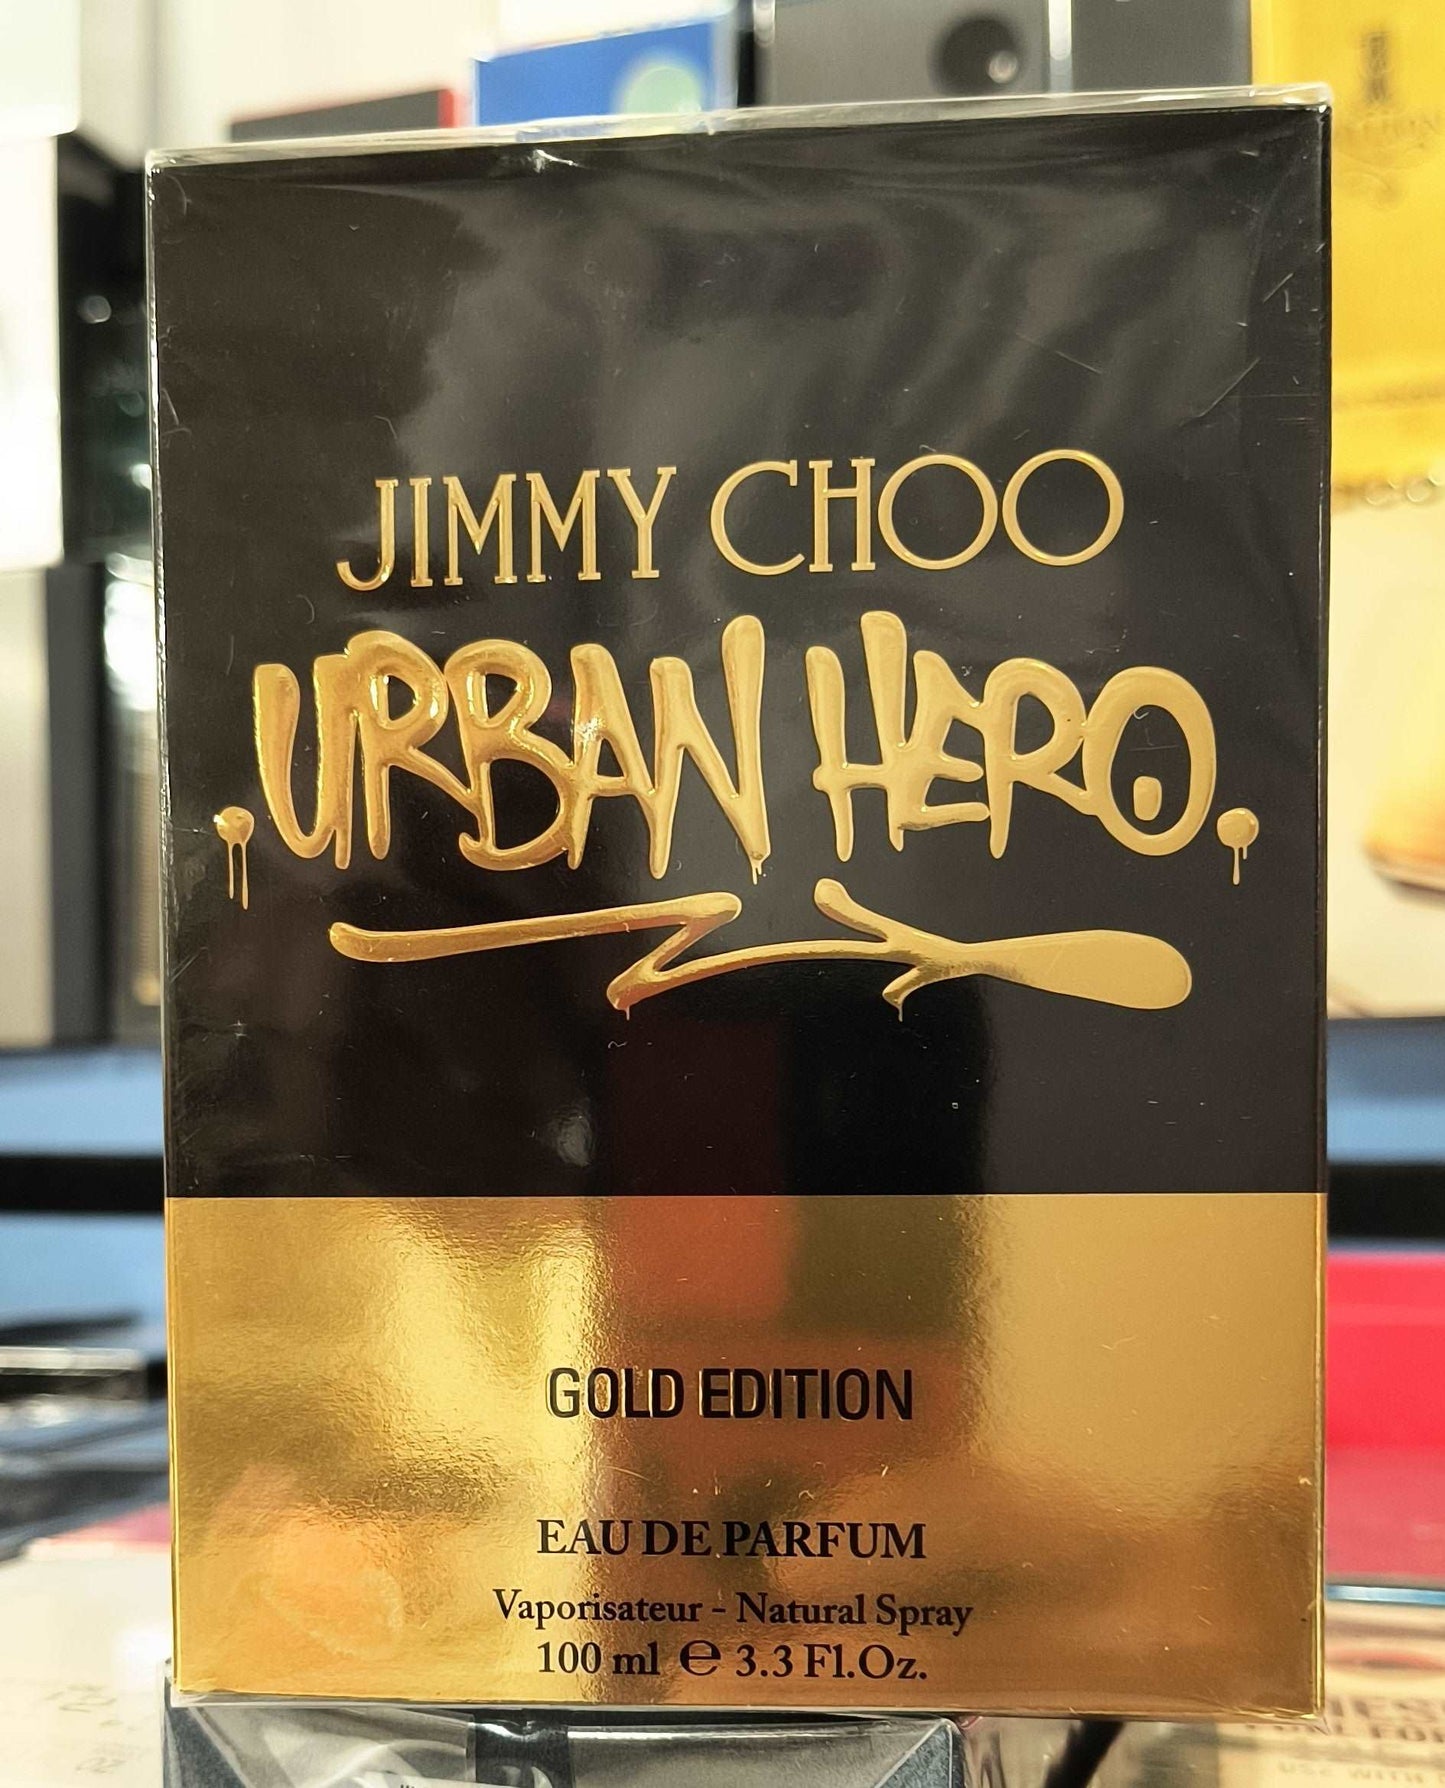 JIMMY CHOO
URBAN HERO.
GOLD EDITION
EAU DE PARFUM
Vaporisateur - Natural Spray
100 ml ℮ 3.3 Fl.Oz.